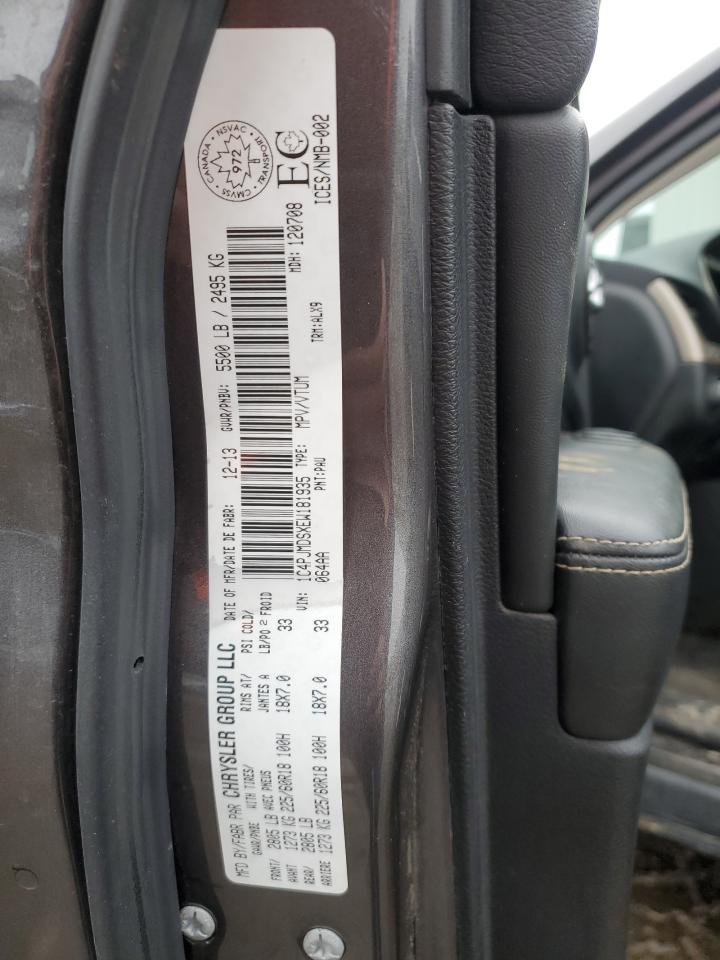 MFD BY/FABR PAR CHRYSLER GROUP LLC
DATE OF MFR/DATE DE FABR: 12-13 GVWR/PNBV: 5500 LB / 2495 KG
GAWR/PNBE WITH TIRES/ AVEC PNEUS RIMS AT/ JANTES A PSI COLD/ LB/PO 2 FROID
FRONT/ AVANT 2805 LB 1273 KG 225/60R18 100H 18X7.0 33
REAR/ ARRIERE 2805 LB 1273 KG 225/60R18 100H 18X7.0 33
VIN: 1C4PJMDSXEW181935 TYPE: MPV/VTUM
064AA PNT:PAU TRM:ALX9
MDH: 120708
CANADA · NSVAC · TRANSPORT · CMVSS
972
EC
ICES/NMB-002